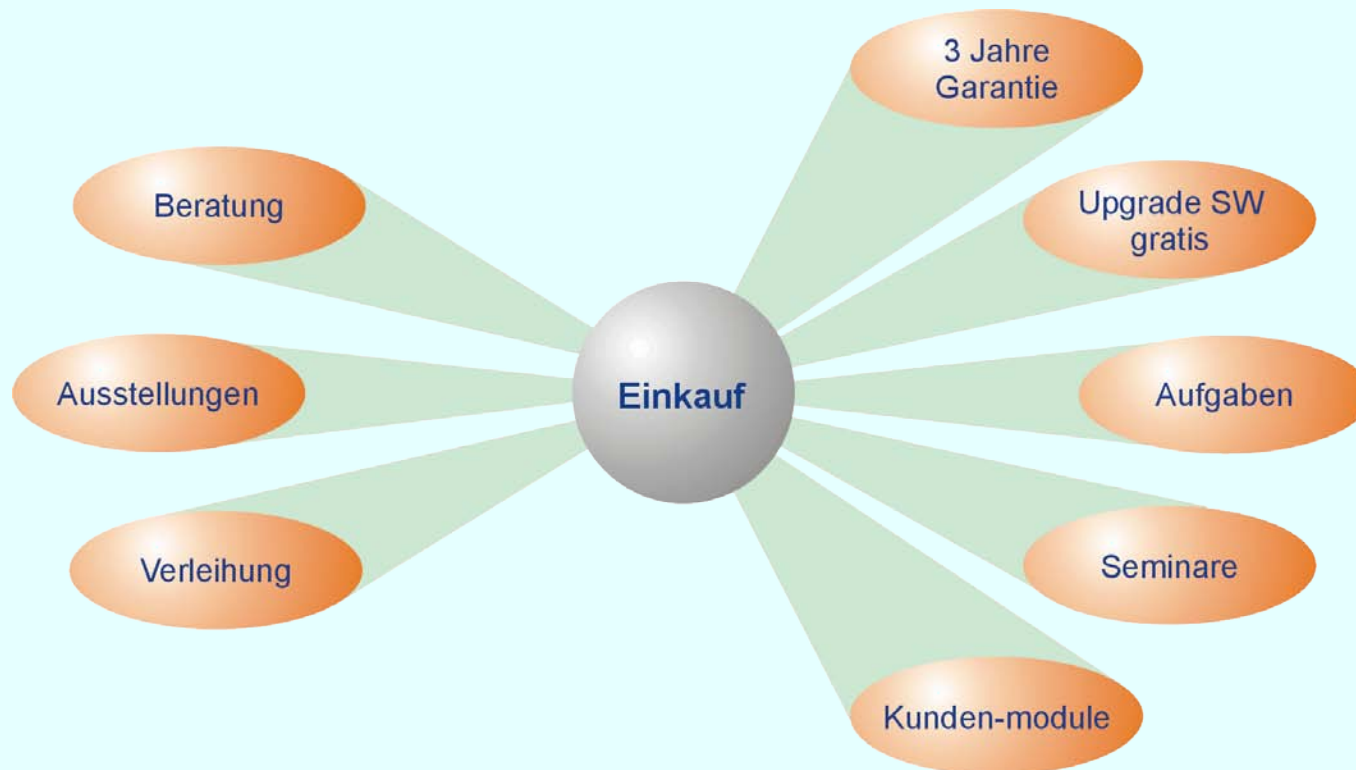 3 Jahre
Garantie
Beratung
Upgrade SW
gratis
Ausstellungen
Einkauf
Aufgaben
Verleihung
Seminare
Kunden-module